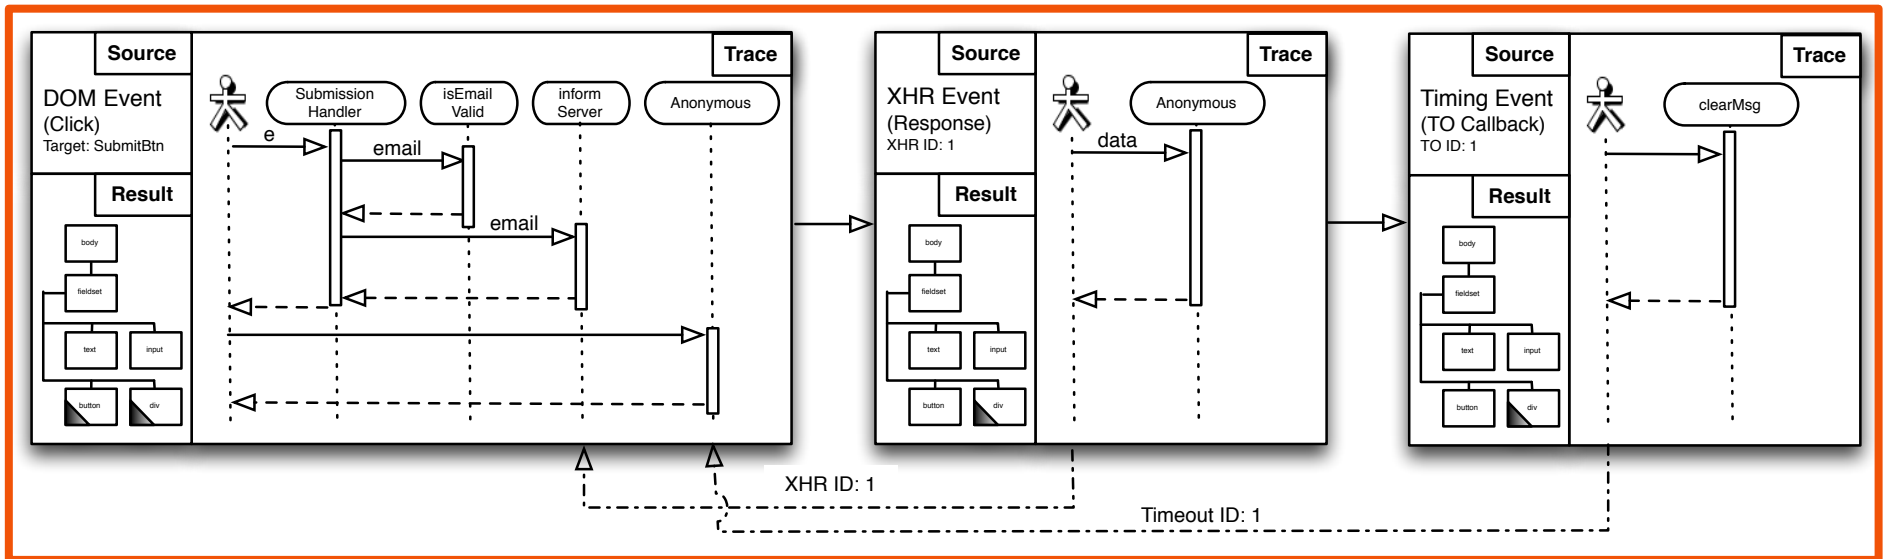 Source
Trace
DOM Event
(Click)
Target: SubmitBtn
Submission
Handler
isEmail
Valid
inform
Server
Anonymous
e
email
email
Result
body
fieldset
text
input
button
div
Source
Trace
XHR Event
(Response)
XHR ID: 1
Anonymous
data
Result
body
fieldset
text
input
button
div
Source
Trace
Timing Event
(TO Callback)
TO ID: 1
clearMsg
Result
body
fieldset
text
input
button
div
XHR ID: 1
Timeout ID: 1